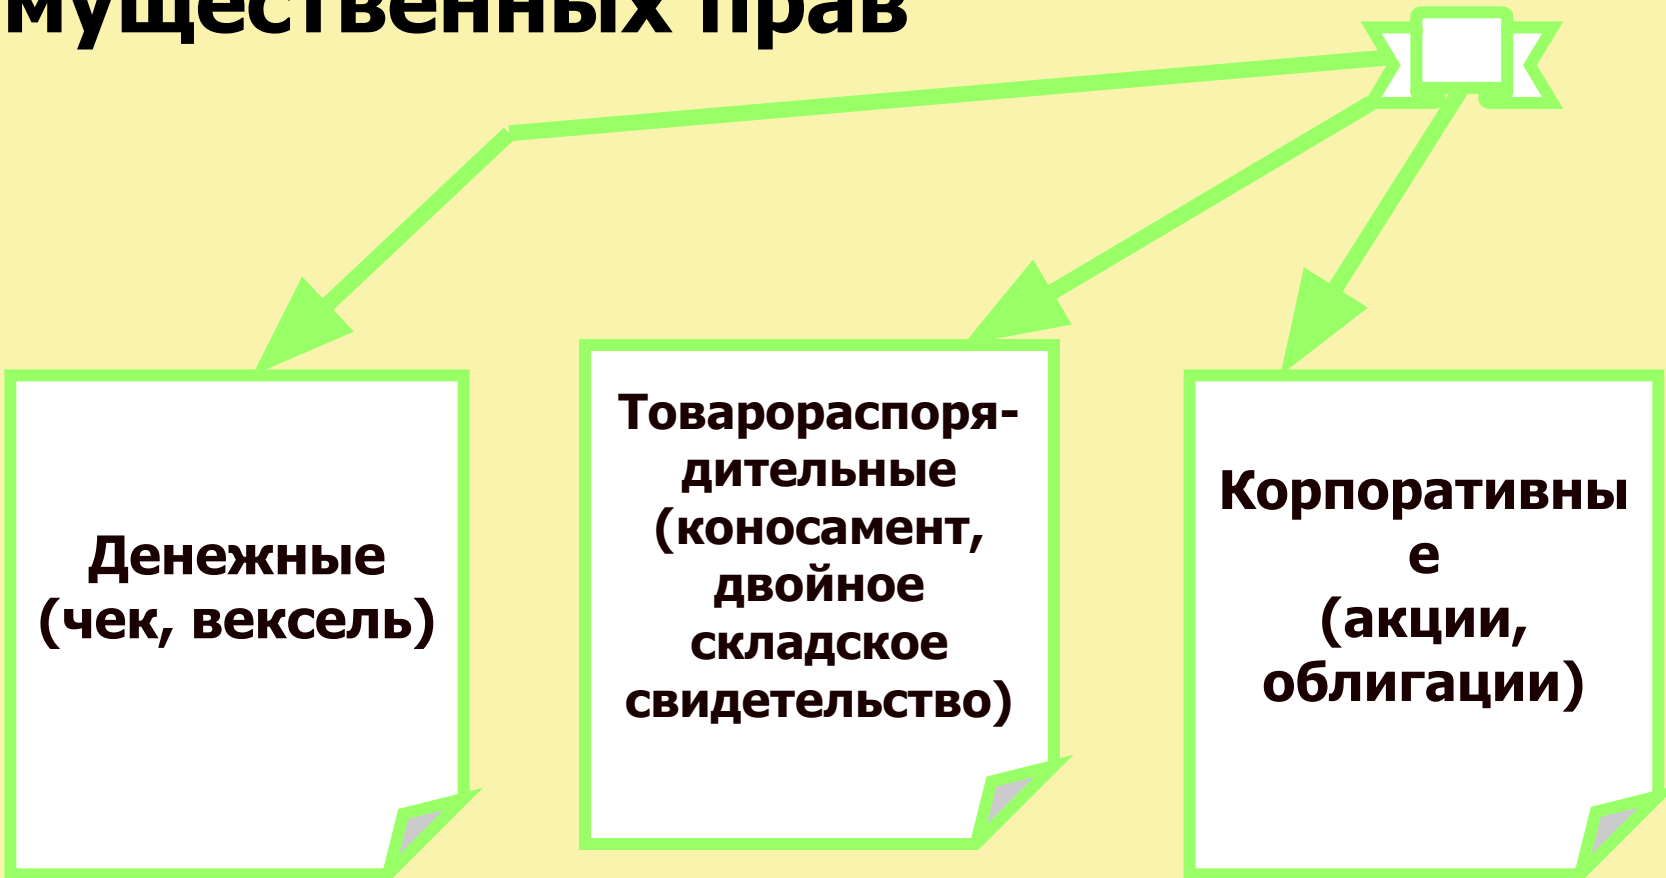 мущественных прав
Денежные
(чек, вексель)
Товарораспоря-
дительные
(коносамент,
двойное
складское
свидетельство)
Корпоративны
е
(акции,
облигации)